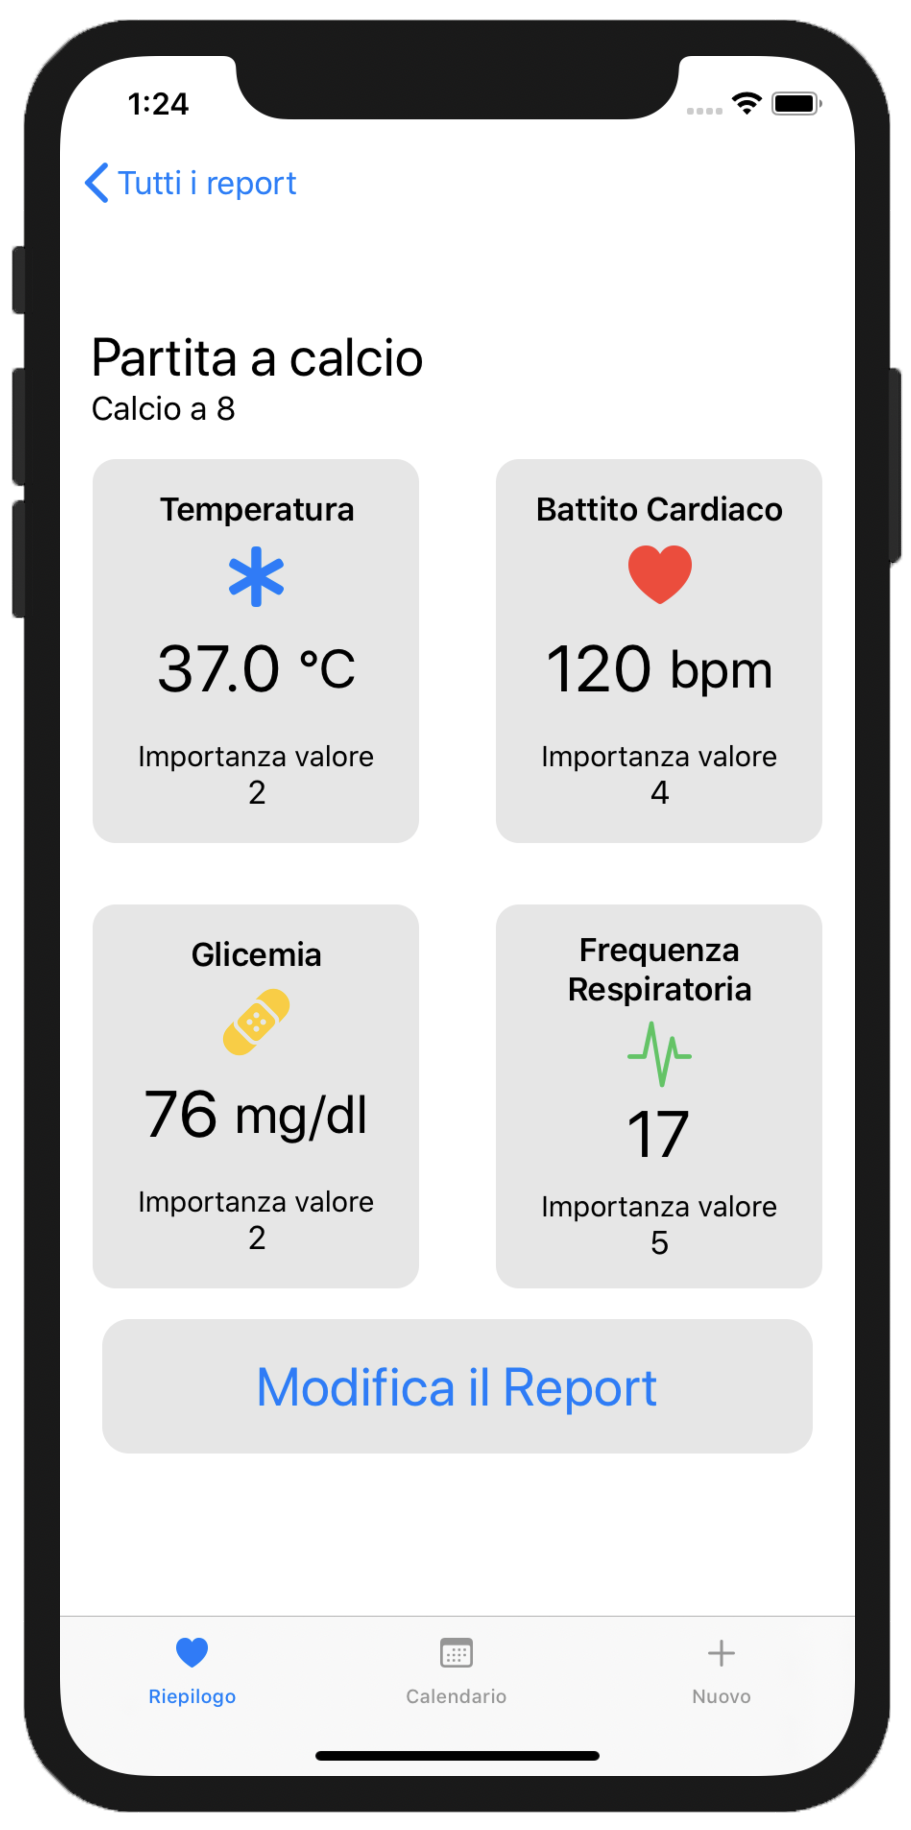 1:24
Tutti i report
Partita a calcio
Calcio a 8
Temperatura
37.0 °C
Importanza valore
2
Battito Cardiaco
120 bpm
Importanza valore
4
Glicemia
76 mg/dl
Importanza valore
2
Frequenza
Respiratoria
17
Importanza valore
5
Modifica il Report
Riepilogo
Calendario
Nuovo